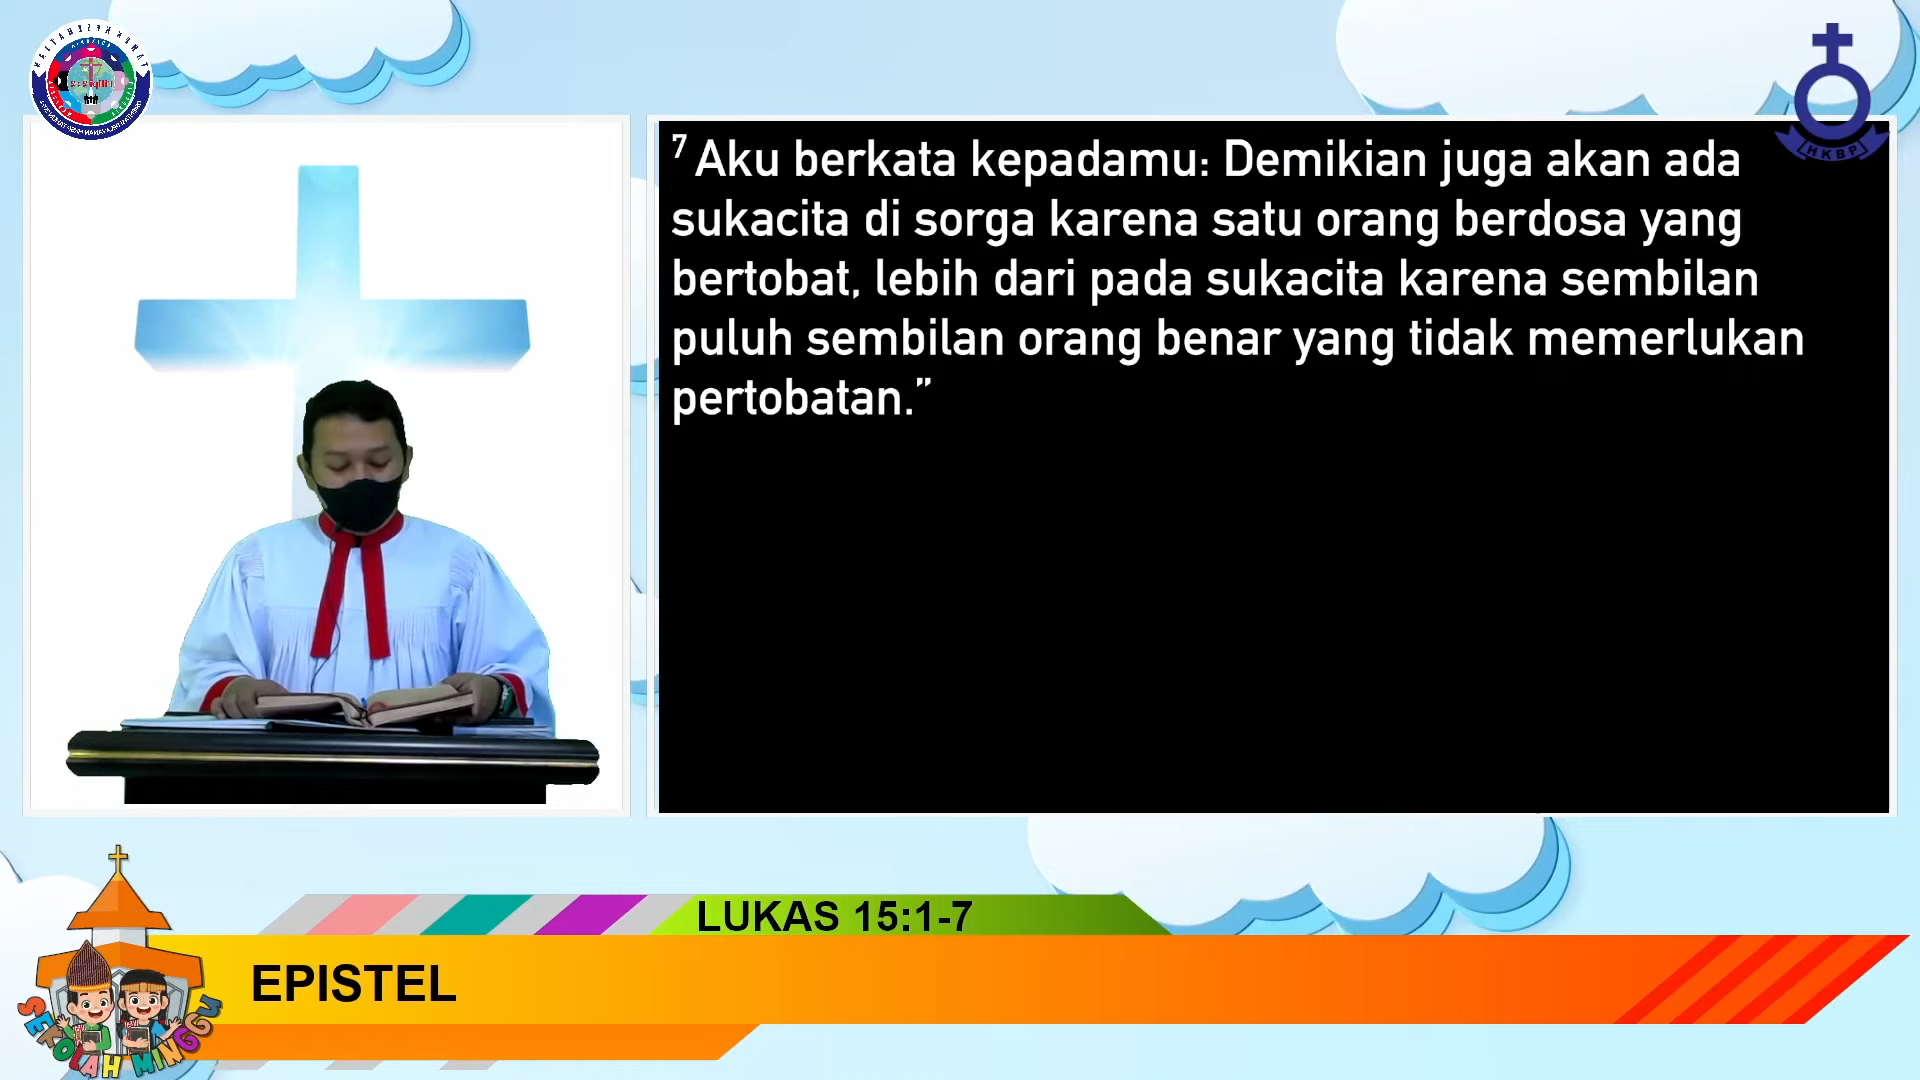 HKBP
7 Aku berkata kepadamu: Demikian juga akan ada
sukacita di sorga karena satu orang berdosa yang
bertobat, lebih dari pada sukacita karena sembilan
puluh sembilan orang benar yang tidak memerlukan
pertobatan.”
LUKAS 15:1-7
EPISTEL
SEKOLAH MINGGU